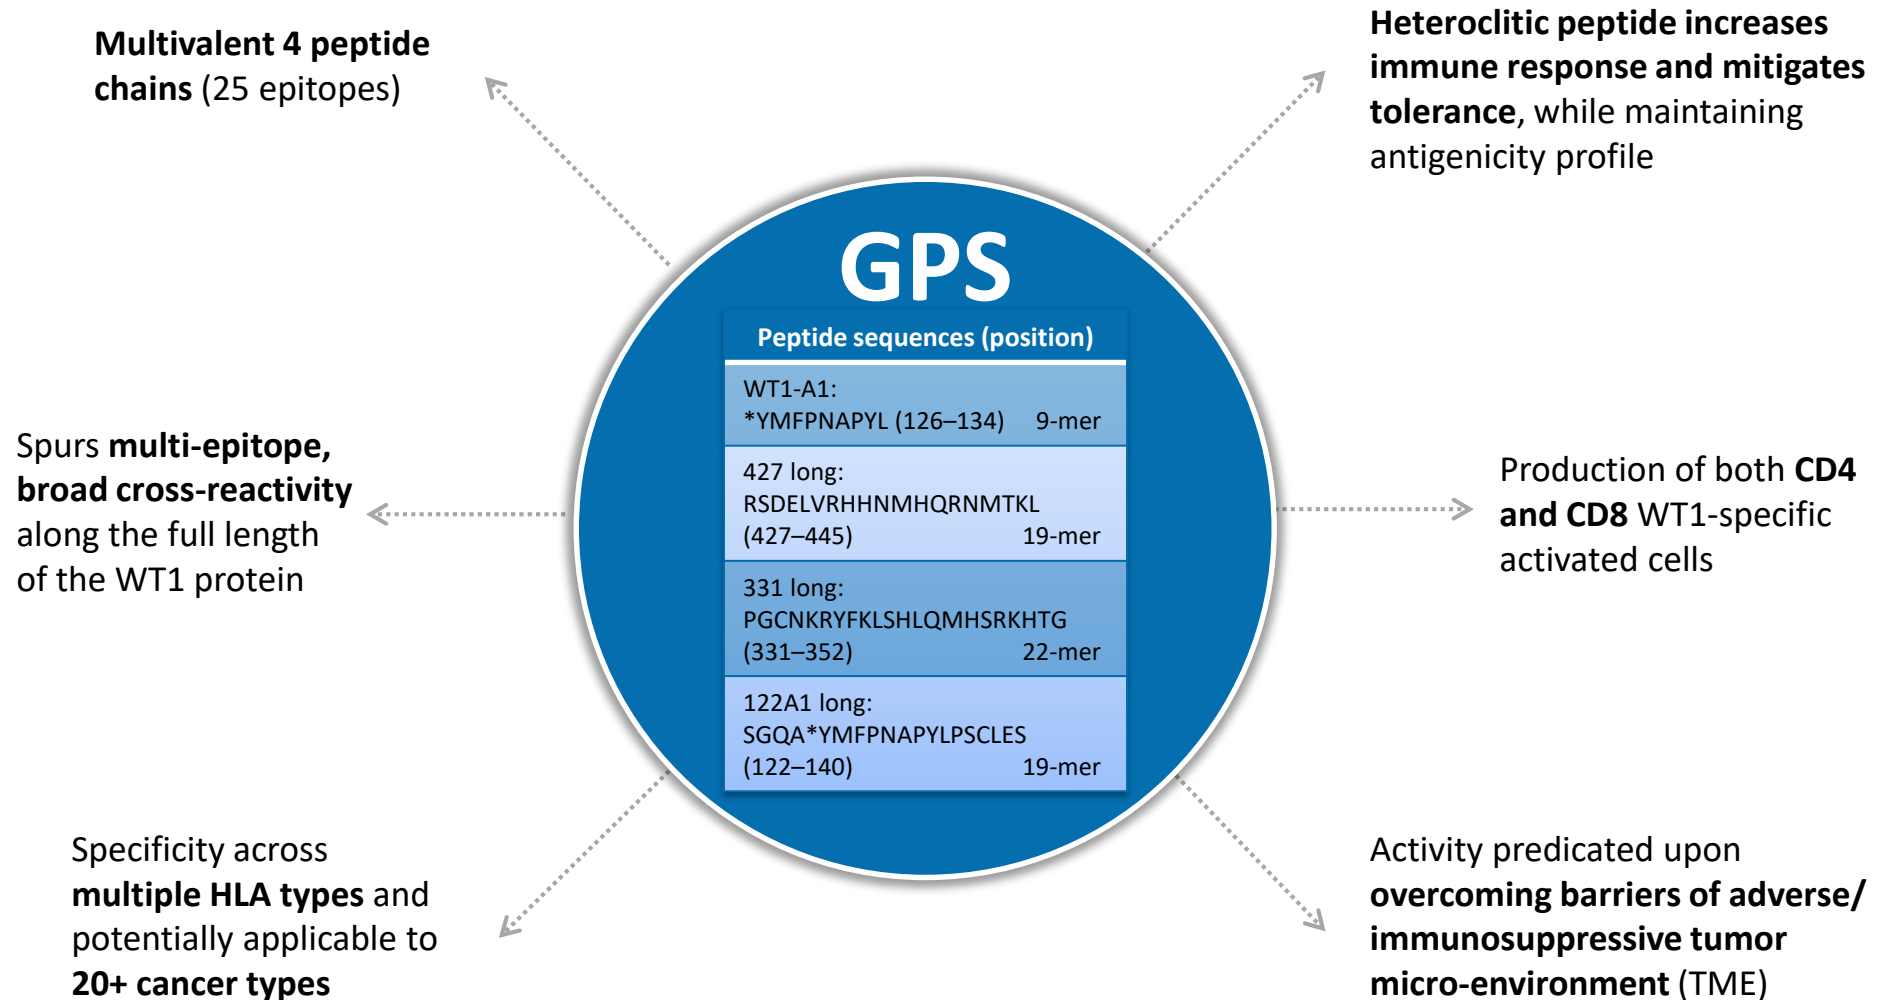 Multivalent 4 peptide
chains (25 epitopes)
Heteroclitic peptide increases
immune response and mitigates
tolerance, while maintaining
antigenicity profile
GPS
Peptide sequences (position)
WT1-A1:
*YMFPNAPYL (126–134) 9-mer
427 long:
RSDELVRHHNMHQRNMTKL
(427–445) 19-mer
331 long:
PGCNKRYFKLSHLQMHSRKHTG
(331–352) 22-mer
122A1 long:
SGQA*YMFPNAPYLPSCLES
(122–140) 19-mer
Spurs multi-epitope,
broad cross-reactivity
along the full length
of the WT1 protein
Production of both CD4
and CD8 WT1-specific
activated cells
Specificity across
multiple HLA types and
potentially applicable to
20+ cancer types
Activity predicated upon
overcoming barriers of adverse/
immunosuppressive tumor
micro-environment (TME)